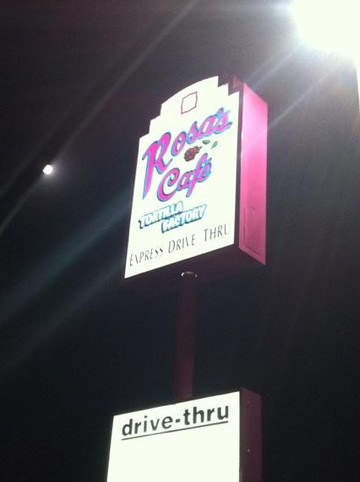 Rosa's
Café
TORTILLA
FACTORY
EXPRESS DRIVE THRU
drive-thru